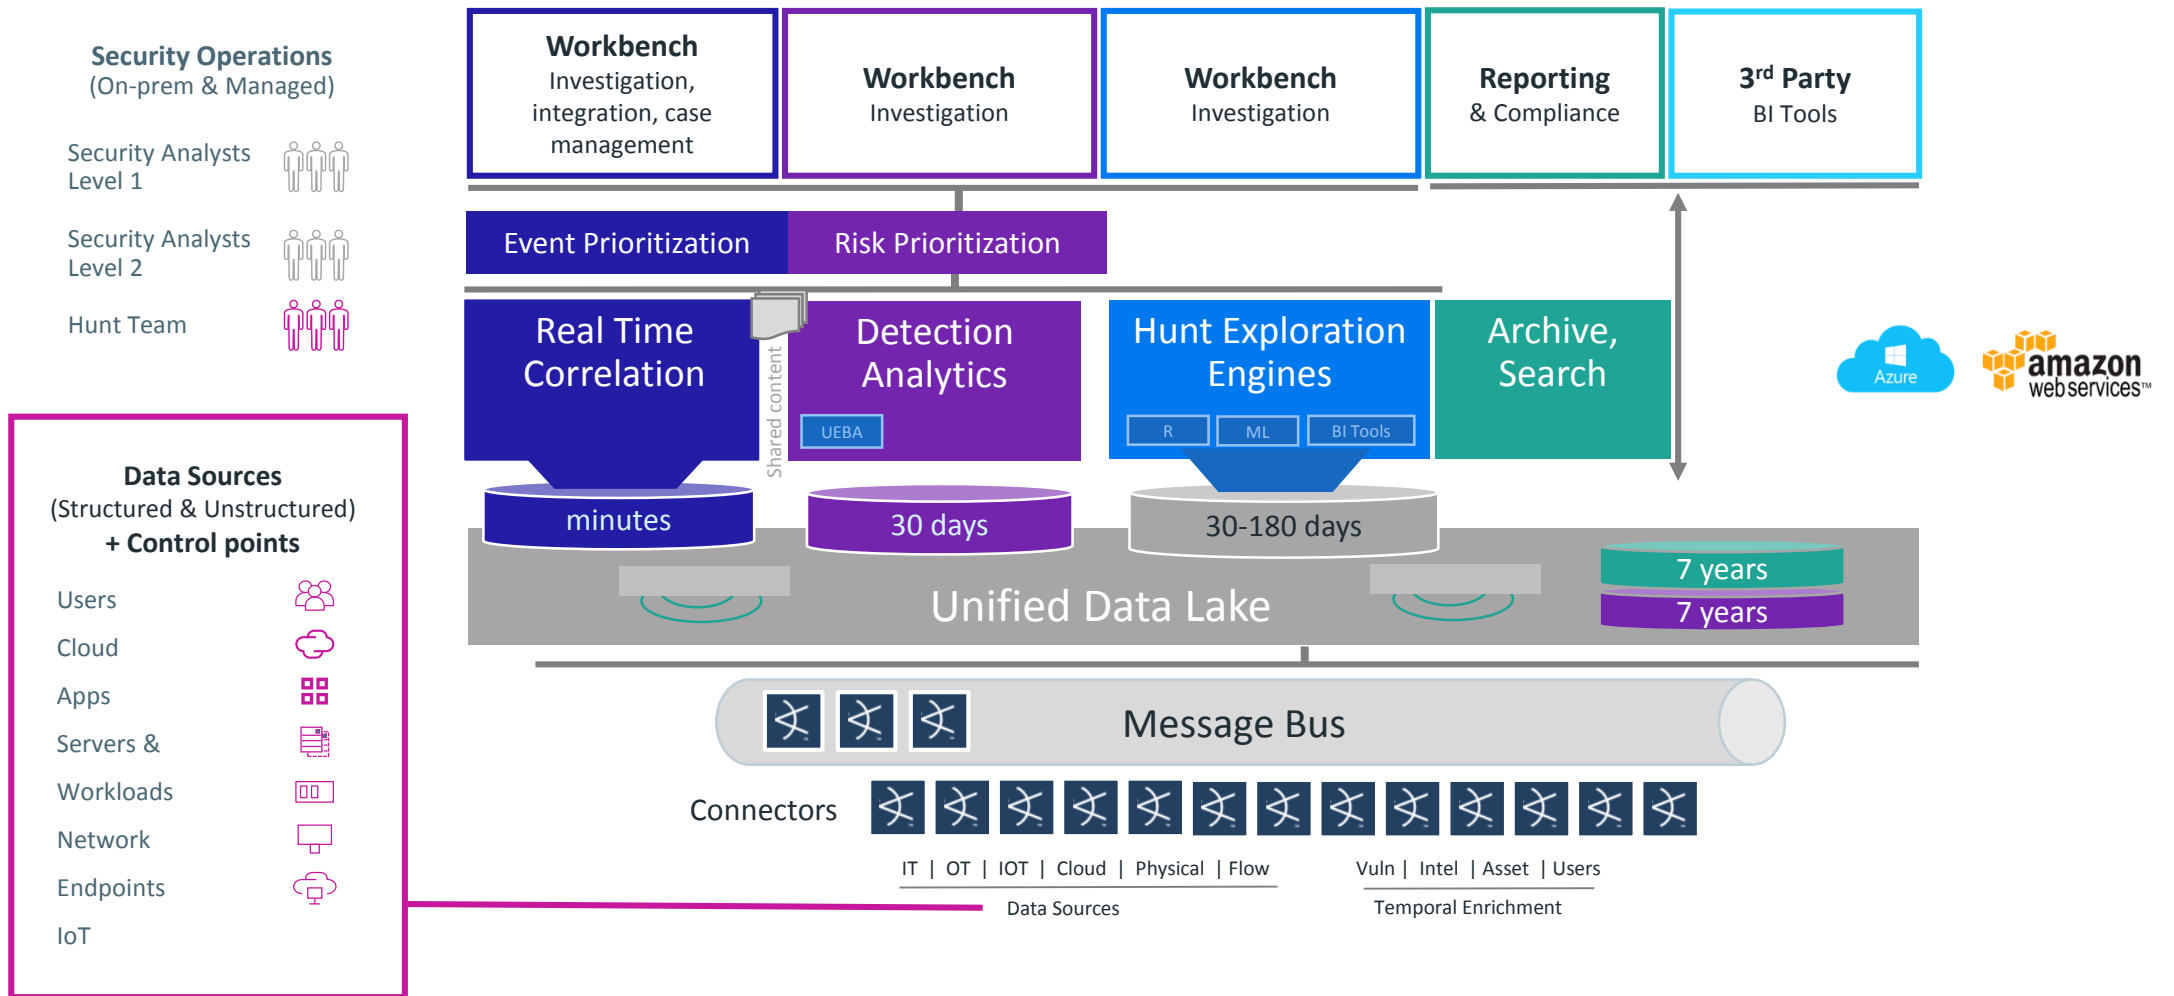 Security Operations
(On-prem & Managed)
Security Analysts
Level 1
Security Analysts
Level 2
Hunt Team
Data Sources
(Structured & Unstructured)
+ Control points
Users
Cloud
Apps
Servers &
Workloads
Network
Endpoints
IoT
Workbench
Investigation,
integration, case
management
Workbench
Investigation
Workbench
Investigation
Reporting
& Compliance
3rd Party
BI Tools
Event Prioritization
Risk Prioritization
Real Time
Correlation
Shared content
Detection
Analytics
UEBA
Hunt Exploration
Engines
R
ML
BI Tools
Archive,
Search
Azure
amazon
webservices™
minutes
30 days
30-180 days
7 years
7 years
Unified Data Lake
Message Bus
Connectors
IT | OT | IOT | Cloud | Physical | Flow
Data Sources
Vuln | Intel | Asset | Users
Temporal Enrichment